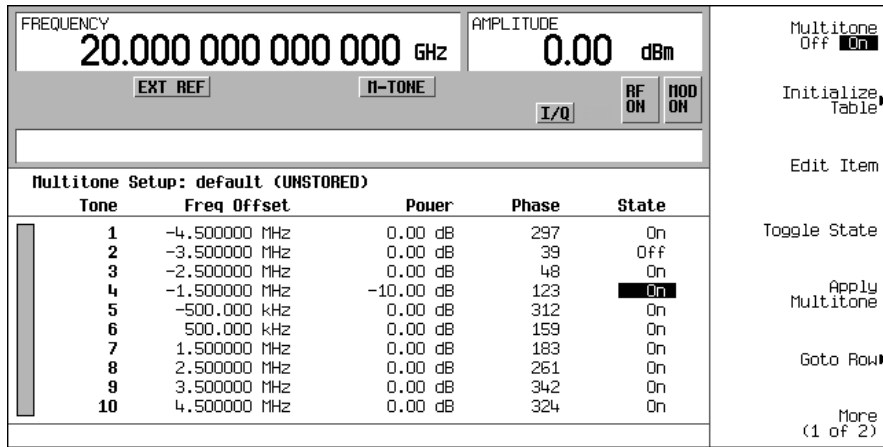 FREQUENCY
20.000 000 000 000 GHz
AMPLITUDE
0.00 dBm
EXT REF
M-TONE
I/Q
RF ON
MOD ON
Multitone Setup: default (UNSTORED)
Tone Freq Offset Power Phase State
1 -4.500000 MHz 0.00 dB 297 On
2 -3.500000 MHz 0.00 dB 39 Off
3 -2.500000 MHz 0.00 dB 48 On
4 -1.500000 MHz -10.00 dB 123 On
5 -500.000 kHz 0.00 dB 312 On
6 500.000 kHz 0.00 dB 159 On
7 1.500000 MHz 0.00 dB 183 On
8 2.500000 MHz 0.00 dB 261 On
9 3.500000 MHz 0.00 dB 342 On
10 4.500000 MHz 0.00 dB 324 On
Multitone
Off On
Initialize
Table
Edit Item
Toggle State
Apply
Multitone
Goto Row
More
(1 of 2)